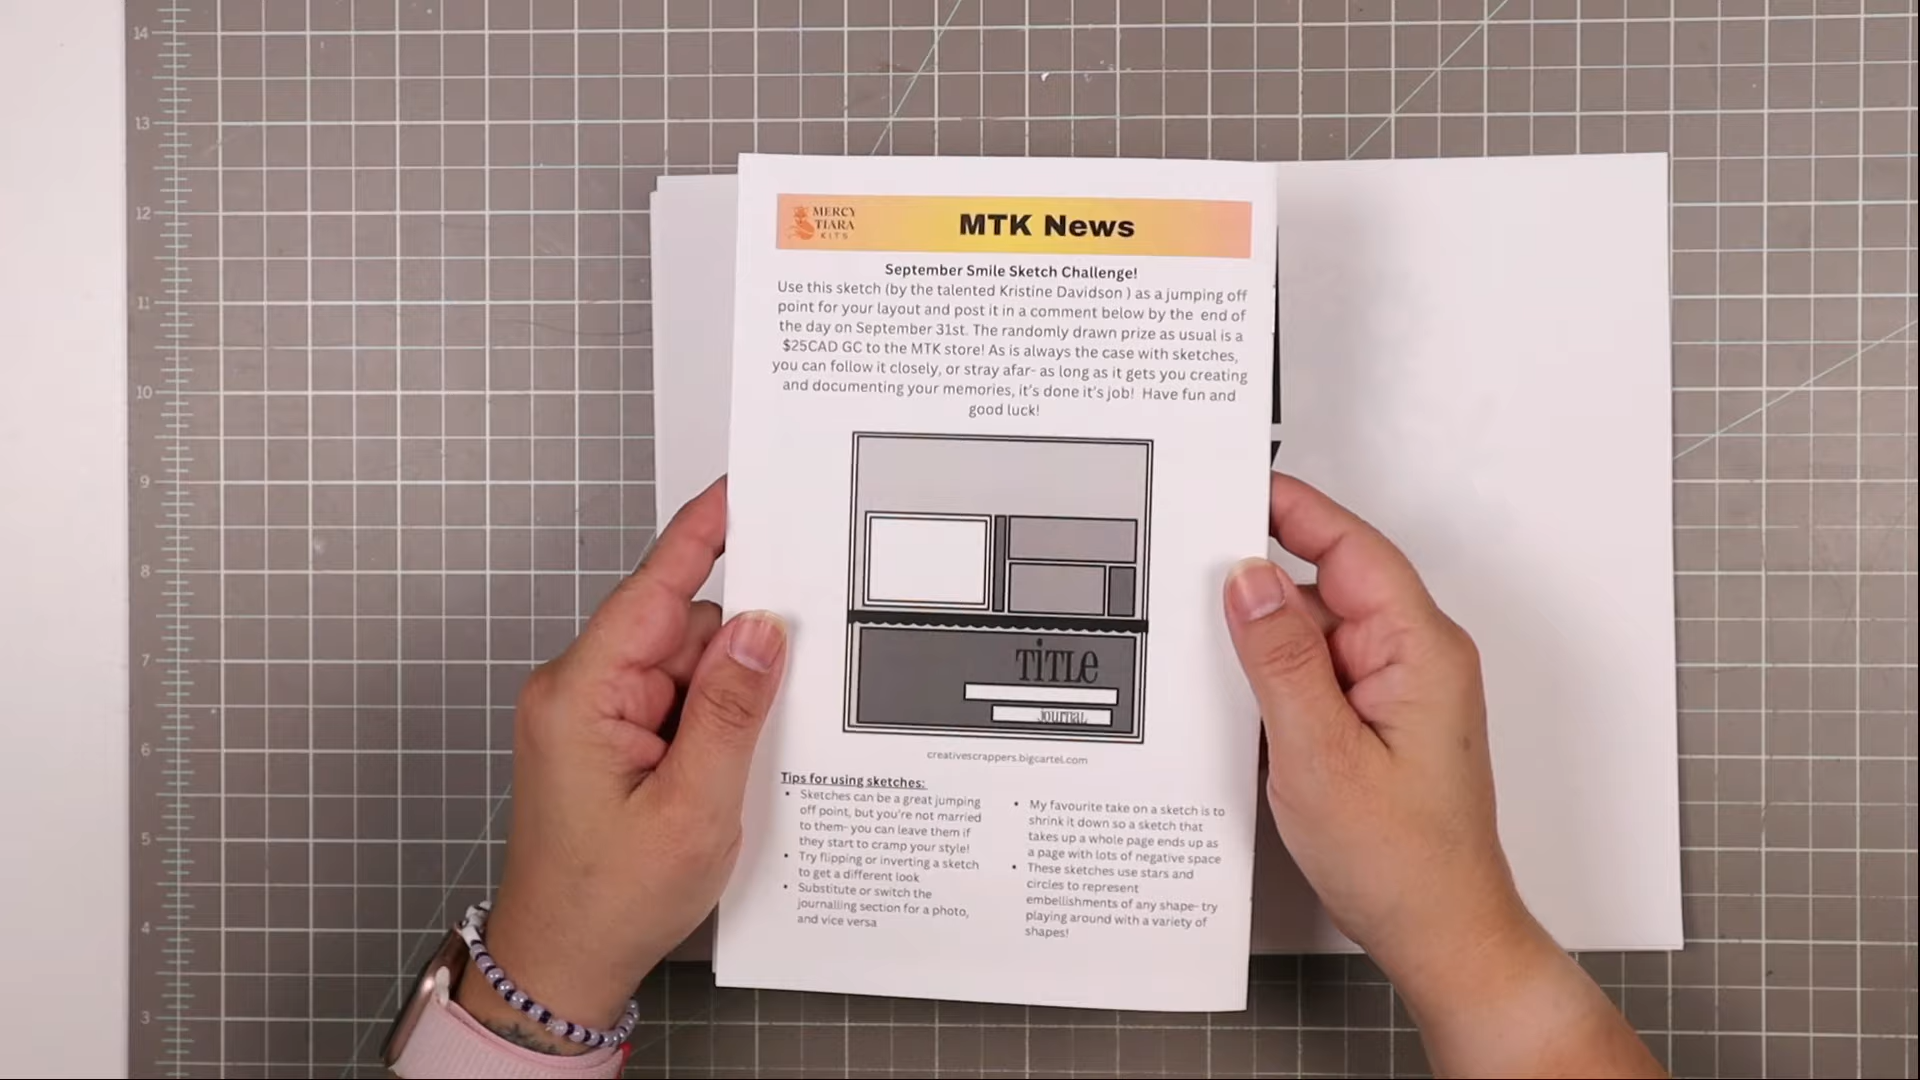 14
13
12
11
10
9
8
7
6
5
4
3
MERCY
TIARA
KITS
MTK News
September Smile Sketch Challenge!
Use this sketch (by the talented Kristine Davidson ) as a jumping off
point for your layout and post it in a comment below by the end of
the day on September 31st. The randomly drawn prize as usual is a
$25CAD GC to the MTK store! As is always the case with sketches,
you can follow it closely, or stray afar- as long as it gets you creating
and documenting your memories, it's done it's job! Have fun and
good luck!
TiTLe
Journal
creativescrappers.bigcartel.com
Tips for using sketches:
• Sketches can be a great jumping
off point, but you're not married
to them- you can leave them if
they start to cramp your style!
• Try flipping or inverting a sketch
to get a different look
• Substitute or switch the
journaling section for a photo,
and vice versa
• My favourite take on a sketch is to
shrink it down so a sketch that
takes up a whole page ends up as
a page with lots of negative space
• These sketches use stars and
circles to represent
embellishments of any shape- try
playing around with a variety of
shapes!